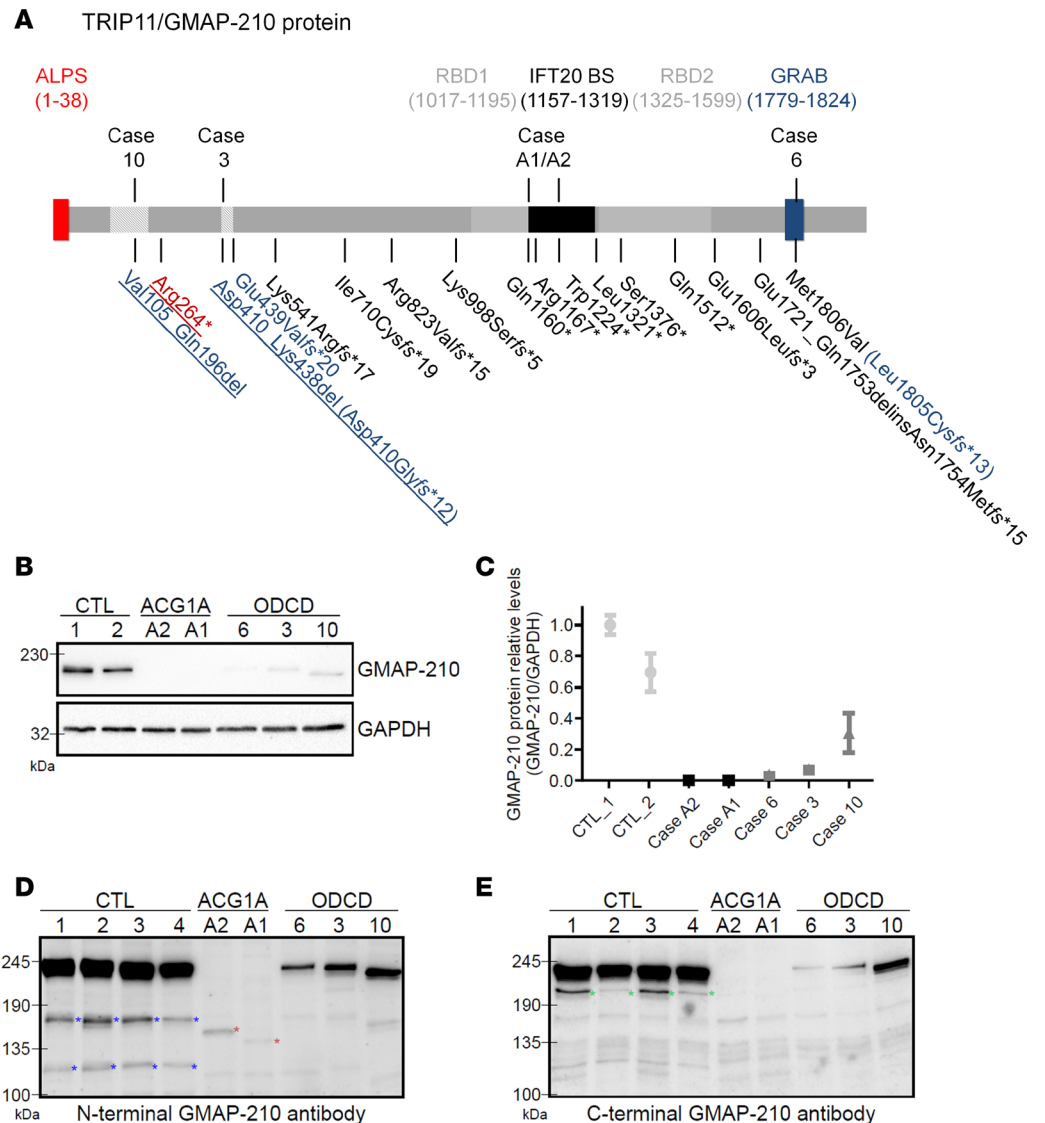 A TRIP11/GMAP-210 protein
ALPS RBD1 IFT20 BS RBD2 GRAB
(1-38) (1017-1195) (1157-1319) (1325-1599) (1779-1824)
Case Case Case Case
10 3 A1/A2 6
Val105_Gln196del
Arg264*
Asp410_Lys438del (Asp410Glyfs*12)
Glu439Valfs*20
Lys541Argfs*17
Ile710Cysfs*19
Arg823Valfs*15
Lys998Serfs*5
Gln1160*
Arg1167*
Trp1224*
Leu1321*
Ser1376*
Gln1512*
Glu1606Leufs*3
Glu1721_Gln1753delinsAsn1754Metfs*15
Met1806Val (Leu1805Cysfs*13)
B
CTL ACG1A ODCD
1 2 A2 A1 6 3 10
230
GMAP-210
32
GAPDH
kDa
C
GMAP-210 protein relative levels
(GMAP-210/GAPDH)
1.0
0.8
0.6
0.4
0.2
0.0
CTL_1
CTL_2
Case A2
Case A1
Case 6
Case 3
Case 10
D
CTL ACG1A ODCD
1 2 3 4 A2 A1 6 3 10
245
190
135
100
kDa
* * * * * * * * * *
N-terminal GMAP-210 antibody
E
CTL ACG1A ODCD
1 2 3 4 A2 A1 6 3 10
245
190
135
100
kDa
* * * *
C-terminal GMAP-210 antibody